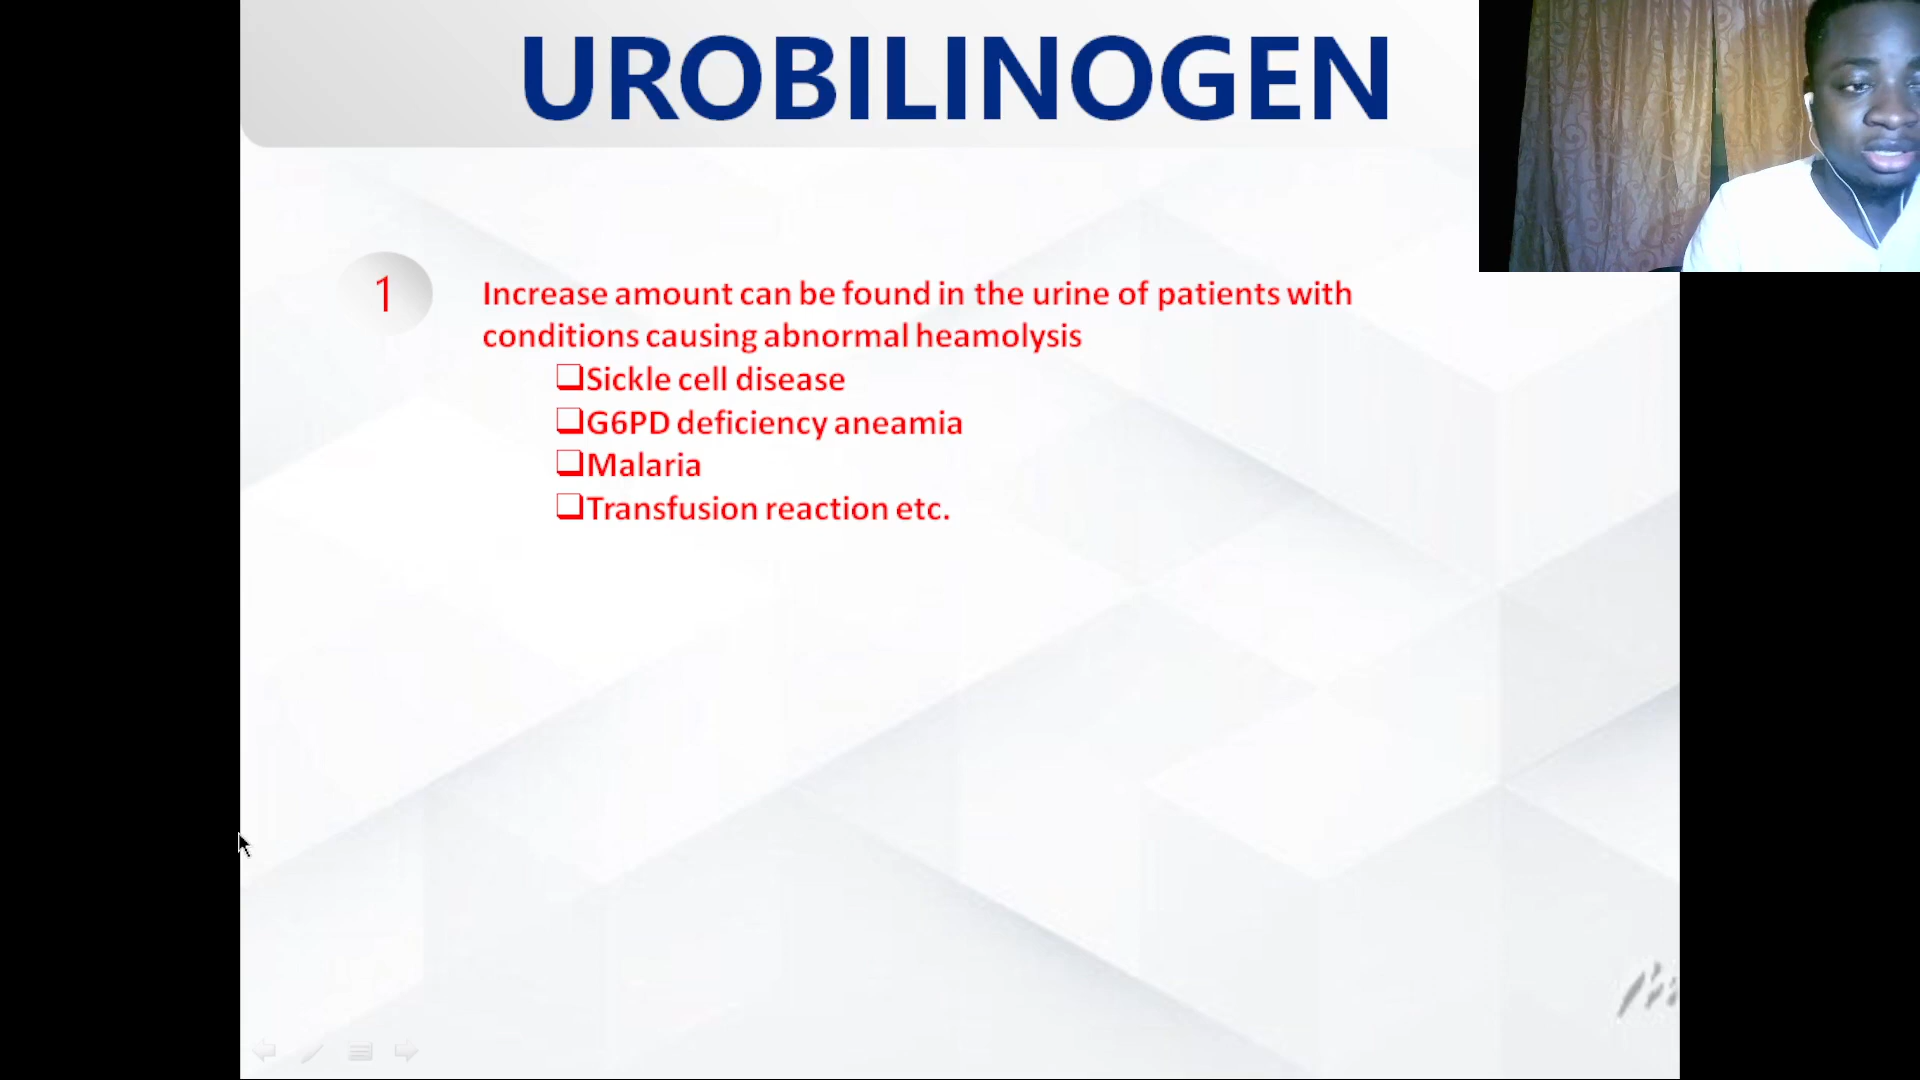 UROBILINOGEN
1
Increase amount can be found in the urine of patients with
conditions causing abnormal heamolysis
❑Sickle cell disease
❑G6PD deficiency aneamia
❑Malaria
❑Transfusion reaction etc.